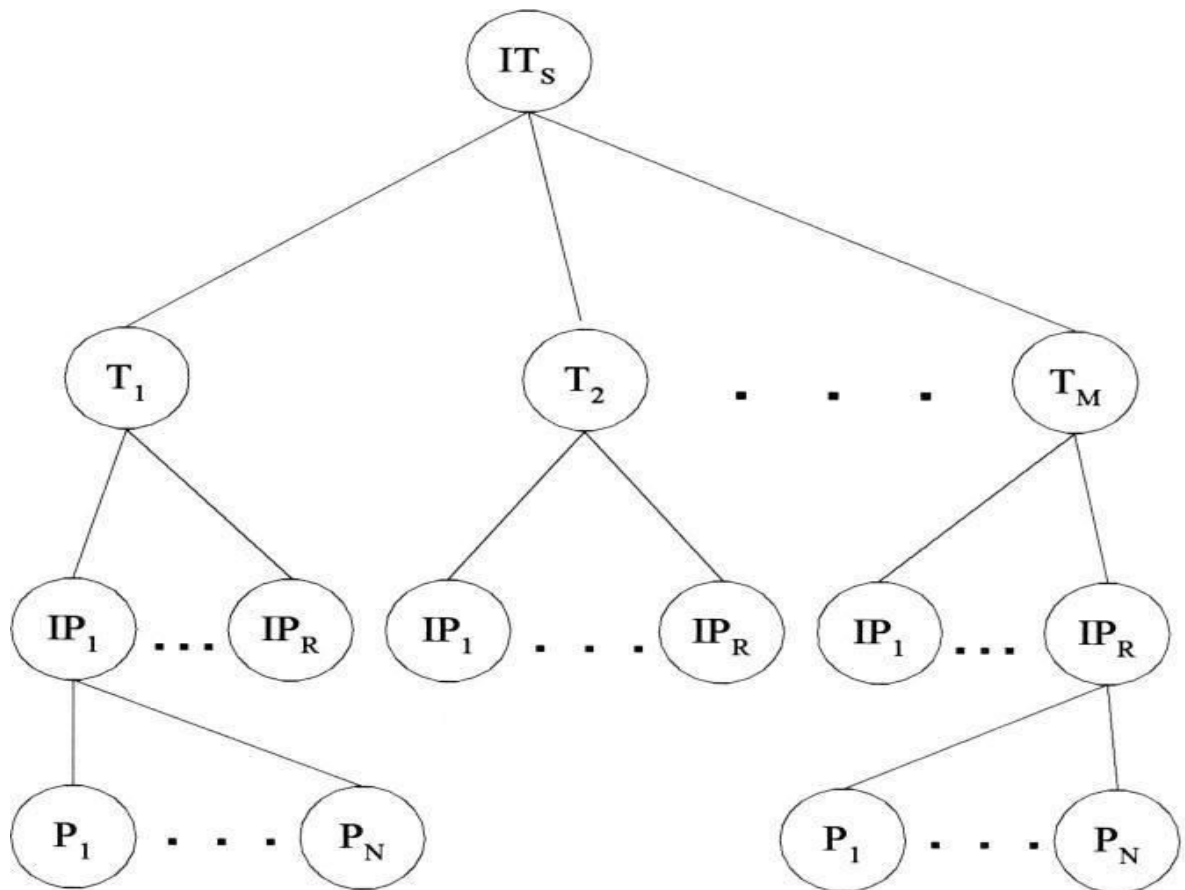 IT_S
T_1 T_2 . . . T_M
IP_1 ... IP_R IP_1 . . . IP_R IP_1 ... IP_R
P_1 . . . P_N P_1 . . . P_N